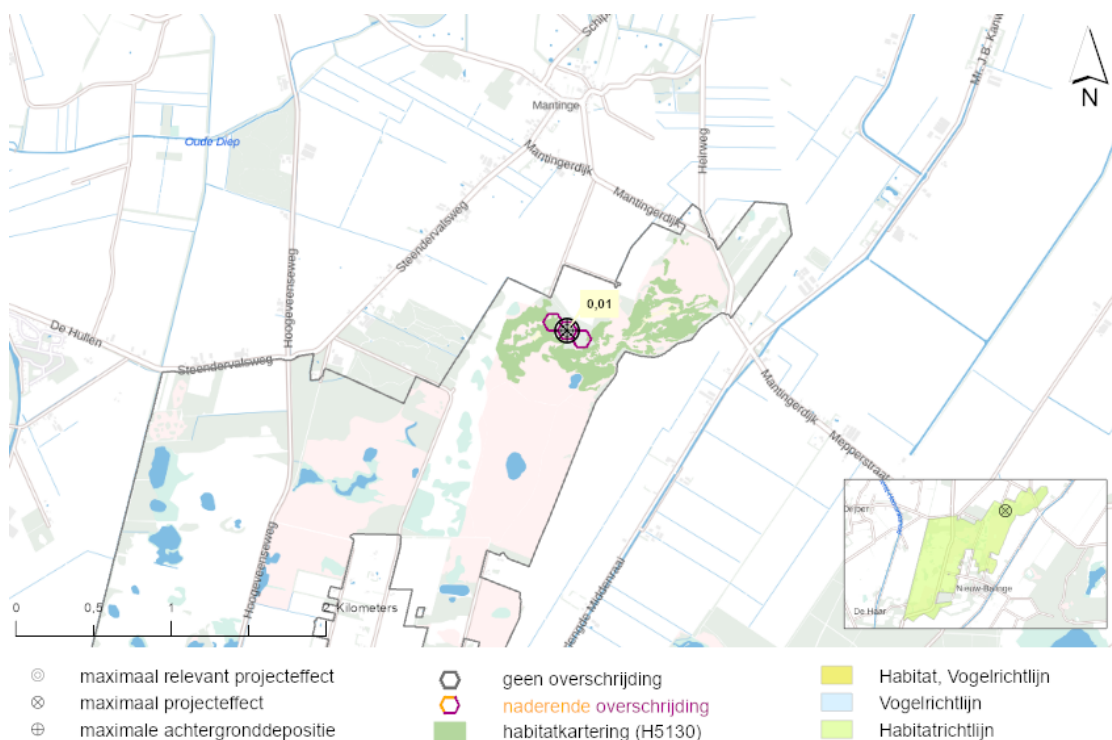 Schip
Mr. J.B. Kanw
N
Mantinge
Oude Diep
Mantingerdijk
Heirweg
Mantingerdijk
Steendervalsweg
Hoogeveenseweg
0,01
De Hullen
Steendervalsweg
Mantingerdijk
Mepperstraat
Nieuw-Balinge
De Haar
Hoogeveenseweg
0 0,5 1 2 Kilometers
maximaal relevant projecteffect
geen overschrijding
Habitat, Vogelrichtlijn
maximaal projecteffect
naderende overschrijding
Vogelrichtlijn
maximale achtergronddepositie
habitatkartering (H5130)
Habitatrichtlijn